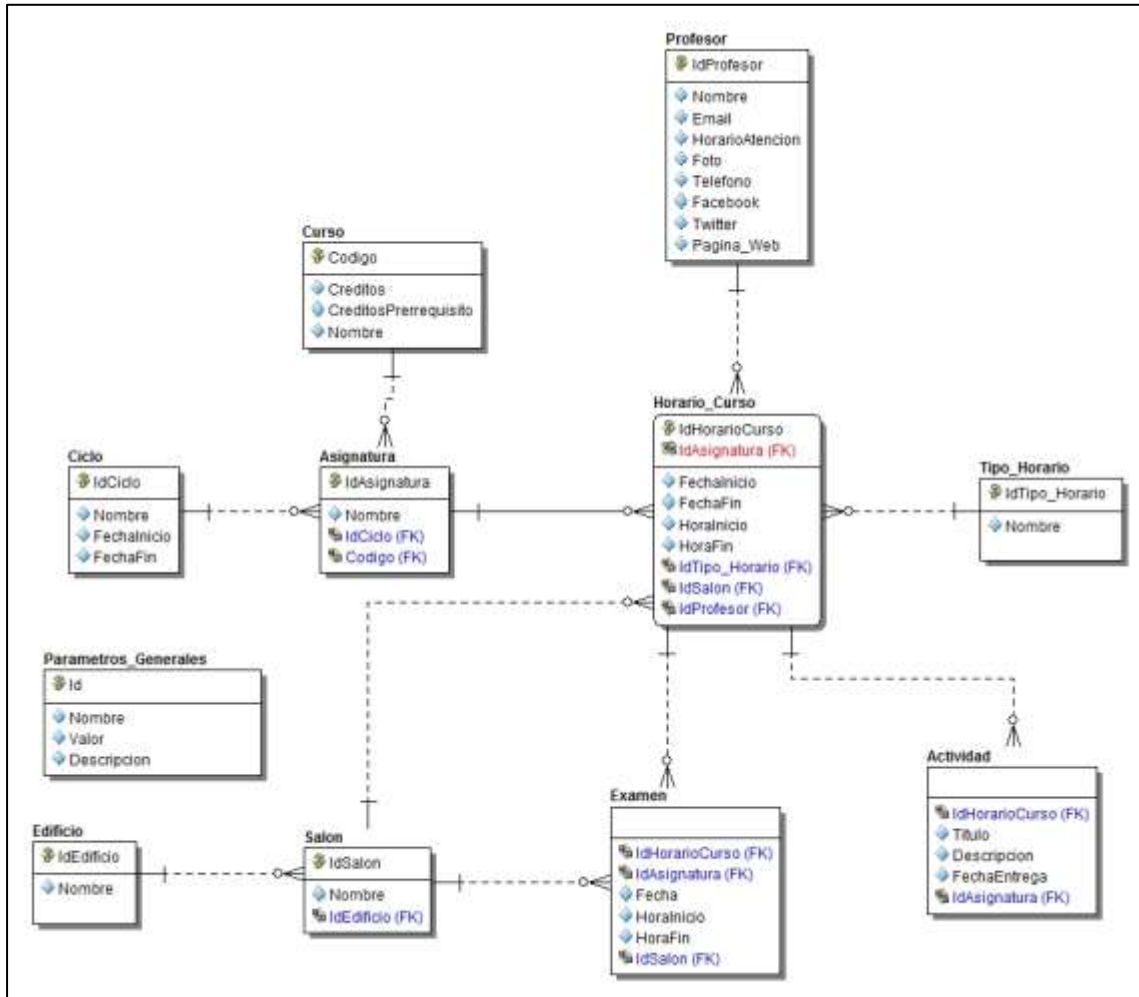 Profesor
IdProfesor
Nombre
Email
HorarioAtencion
Foto
Telefono
Facebook
Twitter
Pagina_Web
Curso
Codigo
Creditos
CreditosPrerrequisito
Nombre
Ciclo
IdCiclo
Nombre
FechaInicio
FechaFin
Asignatura
IdAsignatura
Nombre
IdCiclo (FK)
Codigo (FK)
Horario_Curso
IdHorarioCurso
IdAsignatura (FK)
FechaInicio
FechaFin
HoraInicio
HoraFin
IdTipo_Horario (FK)
IdSalon (FK)
IdProfesor (FK)
Tipo_Horario
IdTipo_Horario
Nombre
Parametros_Generales
Id
Nombre
Valor
Descripcion
Edificio
IdEdificio
Nombre
Salon
IdSalon
Nombre
IdEdificio (FK)
Examen
IdHorarioCurso (FK)
IdAsignatura (FK)
Fecha
HoraInicio
HoraFin
IdSalon (FK)
Actividad
IdHorarioCurso (FK)
Titulo
Descripcion
FechaEntrega
IdAsignatura (FK)